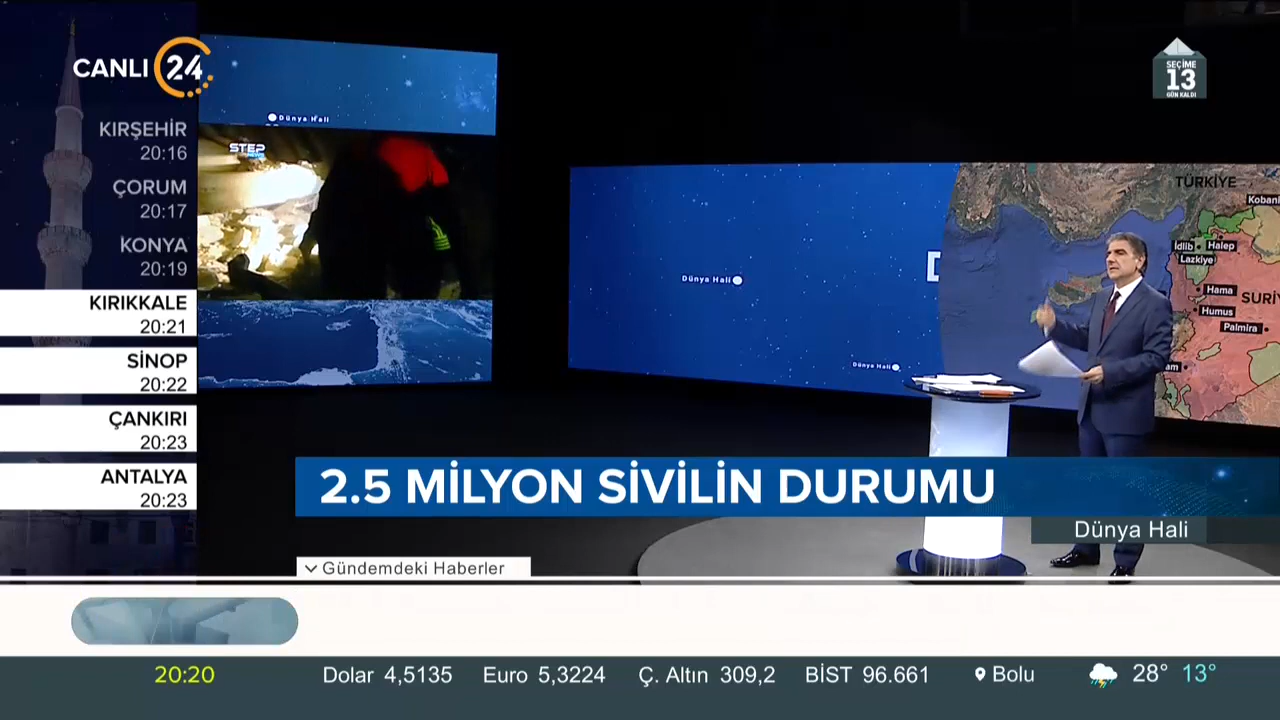 CANLI 24
SEÇİME
13
GÜN KALDI
KIRŞEHİR
20:16
ÇORUM
20:17
KONYA
20:19
KIRIKKALE
20:21
SİNOP
20:22
ÇANKIRI
20:23
ANTALYA
20:23
Dünya Hali
STEP
NEWS
Dünya Hali
Dünya Hali
TÜRKİYE
Kobani
İdlib
Halep
Lazkiye
Hama
SURİY
Humus
Palmira
am
2.5 MİLYON SİVİLİN DURUMU
Dünya Hali
Gündemdeki Haberler
20:20 Dolar 4,5135 Euro 5,3224 Ç. Altın 309,2 BİST 96.661 Bolu 28° 13°